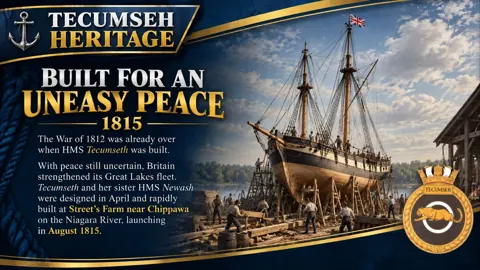 TECUMSEH
HERITAGE
BUILT FOR AN
UNEASY PEACE
1815
The War of 1812 was already over
when HMS Tecumseth was built.
With peace still uncertain, Britain
strengthened its Great Lakes fleet.
Tecumseth and her sister HMS Newash
were designed in April and rapidly
built at Street's Farm near Chippawa
on the Niagara River, launching
in August 1815.
TECUMSEH